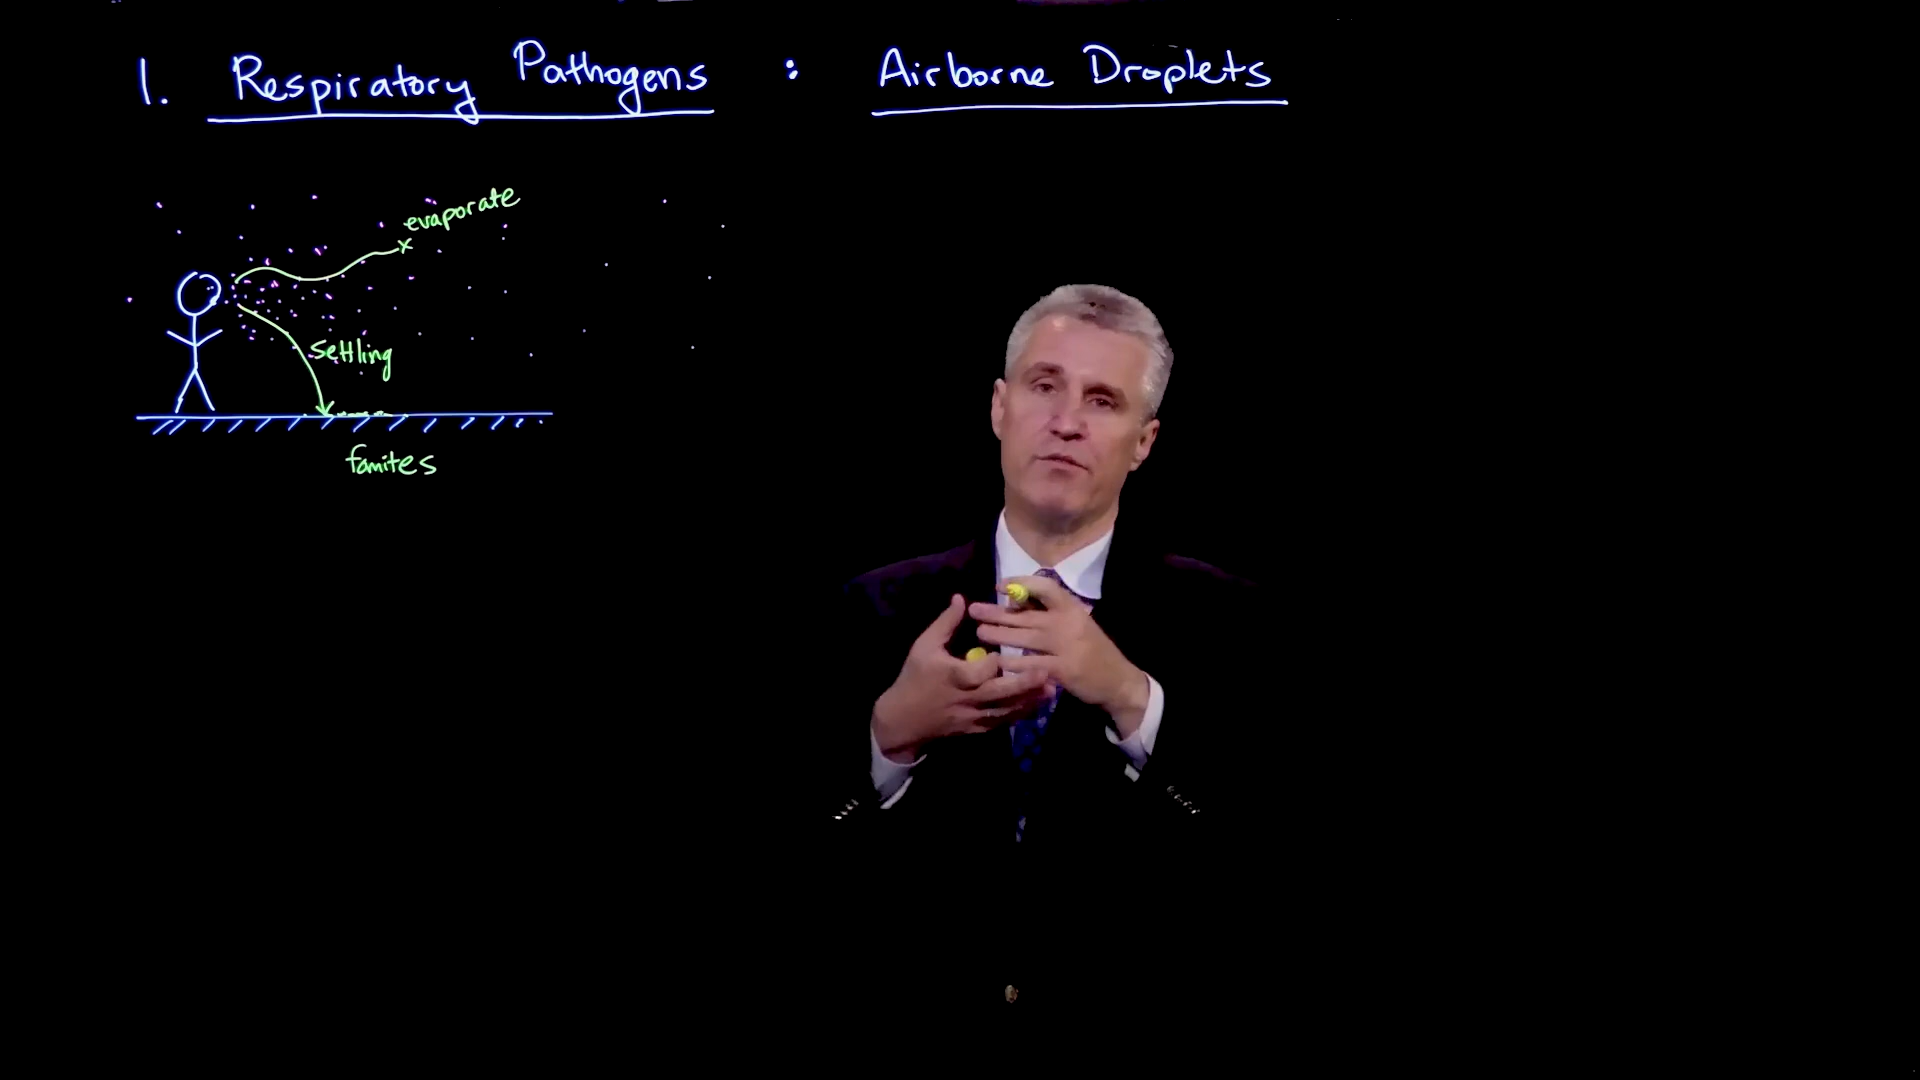 1. Respiratory Pathogens : Airborne Droplets
evaporate
settling
fomites